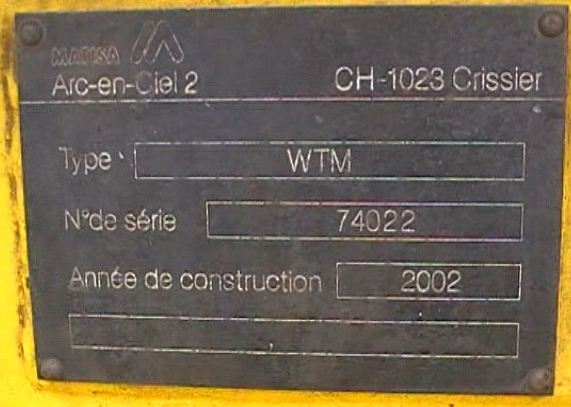 MATISA
Arc-en-Ciel 2 CH-1023 Crissier
Type WTM
N°de série 74022
Année de construction 2002